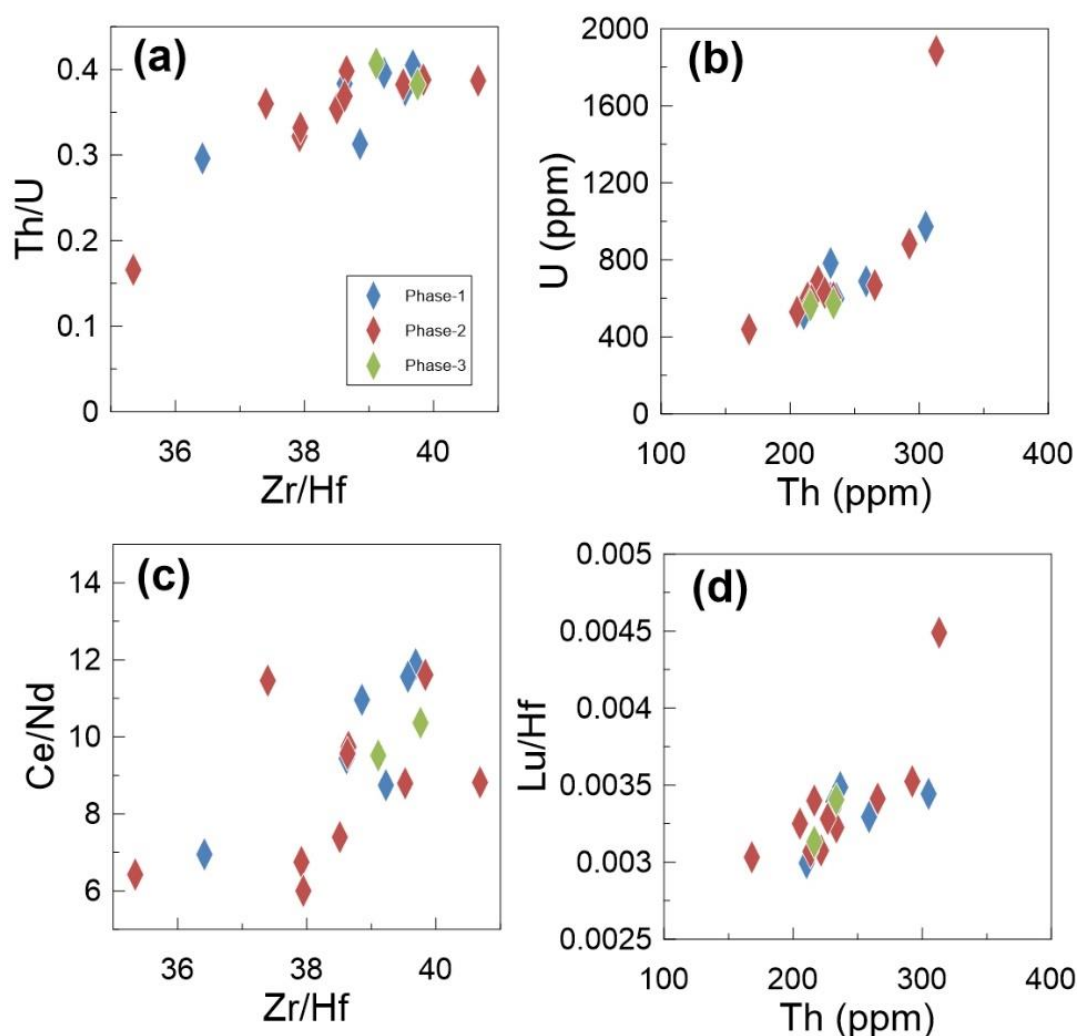 (a)
0.4
0.3
0.2
0.1
0
Th/U
Phase-1
Phase-2
Phase-3
36
38
40
Zr/Hf
(b)
2000
1600
1200
800
400
0
U (ppm)
100
200
300
400
Th (ppm)
(c)
14
12
10
8
6
Ce/Nd
36
38
40
Zr/Hf
(d)
0.005
0.0045
0.004
0.0035
0.003
0.0025
Lu/Hf
100
200
300
400
Th (ppm)